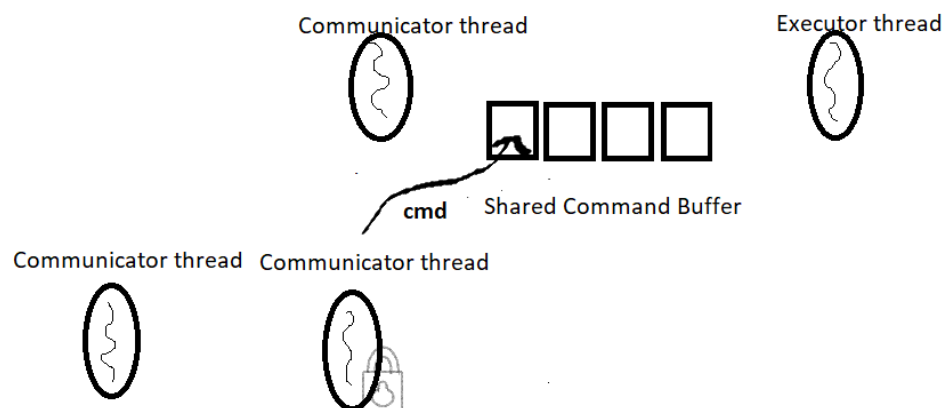 Communicator thread
Executor thread
cmd
Shared Command Buffer
Communicator thread
Communicator thread